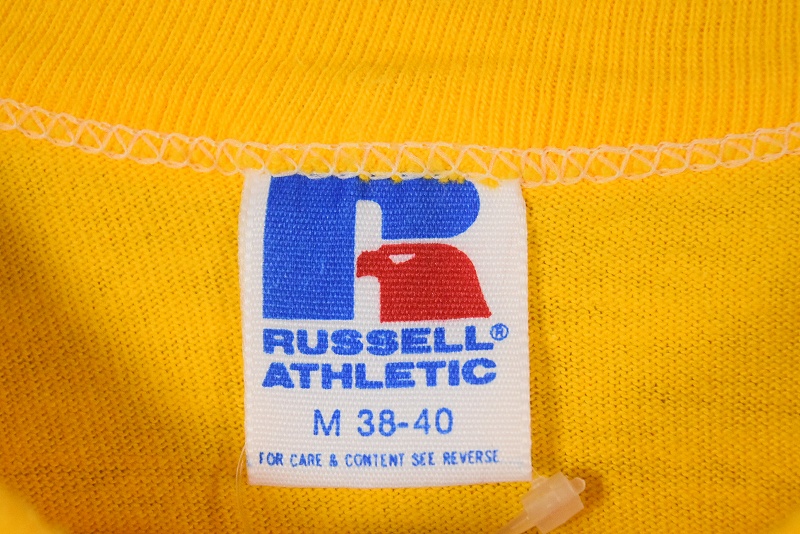 RUSSELL®
ATHLETIC
M 38-40
FOR CARE & CONTENT SEE REVERSE